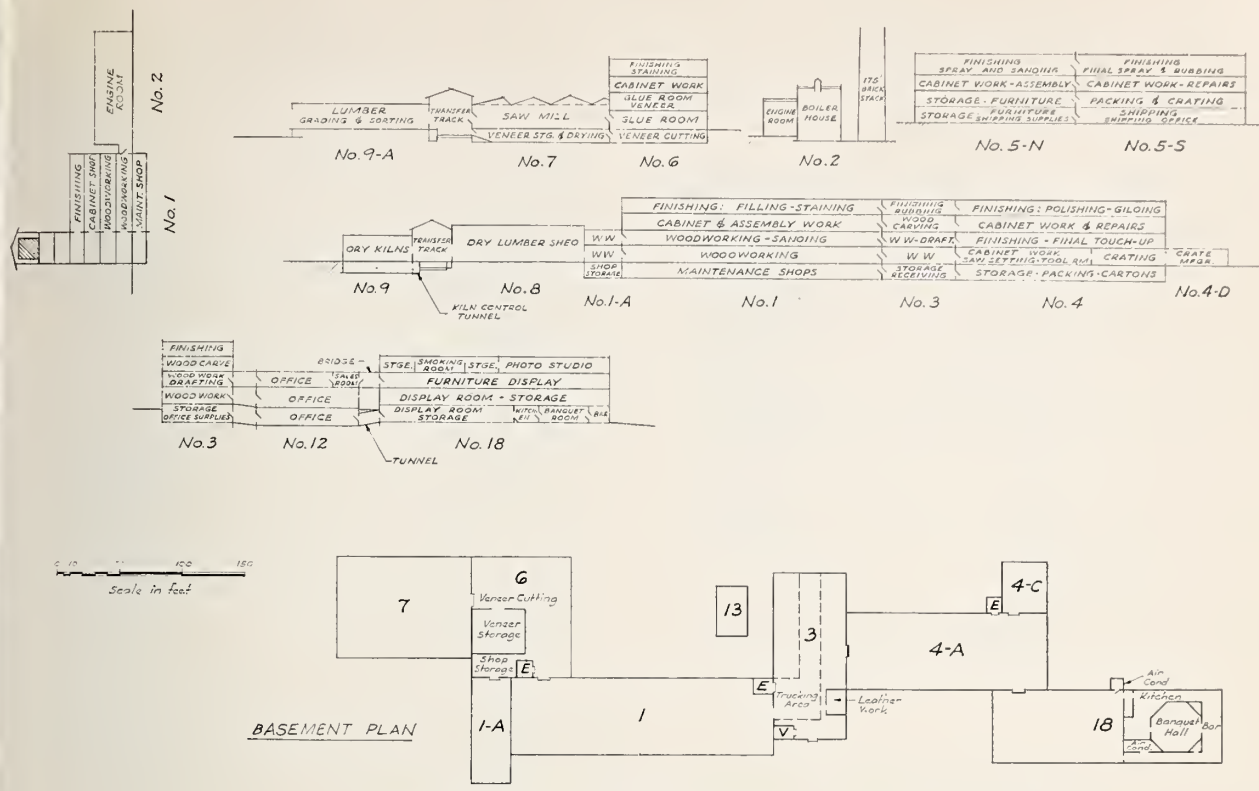 ENGINE
ROOM
No. 2
FINISHING
CABINET SHOP
WOODWORKING
WOODWORKING
MAINT. SHOP
No. 1
LUMBER
GRADING & SORTING
TRANSFER
TRACK
SAW MILL
VENEER STG. & DRYING
FINISHING
STAINING
CABINET WORK
GLUE ROOM
VENEER
GLUE ROOM
VENEER CUTTING
No. 9-A
No. 7
No. 6
ENGINE
ROOM
BOILER
HOUSE
175'
BRICK
STACK
No. 2
FINISHING
SPRAY AND SANDING
FINISHING
FINAL SPRAY & RUBBING
CABINET WORK-ASSEMBLY
CABINET WORK-REPAIRS
STORAGE-FURNITURE
PACKING & CRATING
STORAGE FURNITURE
SHIPPING SUPPLIES
SHIPPING
SHIPPING OFFICE
No. 5-N
No. 5-S
DRY KILNS
TRANSFER
TRACK
DRY LUMBER SHED
WW
WW
SHOP
STORAGE
FINISHING: FILLING-STAINING
CABINET & ASSEMBLY WORK
WOODWORKING-SANDING
WOODWORKING
MAINTENANCE SHOPS
FINISHING
RUBBING
WOOD
CARVING
WW-DRAFT.
WW
STORAGE
RECEIVING
FINISHING: POLISHING-GILDING
CABINET WORK & REPAIRS
FINISHING-FINAL TOUCH-UP
CABINET WORK
SAW SETTING-TOOL RM.
CRATING
STORAGE-PACKING-CARTONS
CRATE
MFGR.
No. 9
No. 8
No. 1-A
No. 1
No. 3
No. 4
No. 4-D
KILN CONTROL
TUNNEL
FINISHING
WOOD CARVE
WOOD WORK
DRAFTING
WOOD WORK
STORAGE
OFFICE SUPPLIES
OFFICE
SALES
ROOM
OFFICE
OFFICE
BRIDGE
STGE.
SMOKING
ROOM
STGE.
PHOTO STUDIO
FURNITURE DISPLAY
DISPLAY ROOM - STORAGE
DISPLAY ROOM
STORAGE
KITCH
EN
BANQUET
ROOM
BAR
No. 3
No. 12
No. 18
TUNNEL
0 10 50 100 150
Scale in feet
7
6
Veneer Cutting
Veneer
Storage
Shop
Storage
E
1-A
1
13
E
3
Trucking
Area
V
Leather
Work
4-A
E
4-C
Air
Cond
Kitchen
18
Banquet
Hall
Bar
Air
Cond.
BASEMENT PLAN